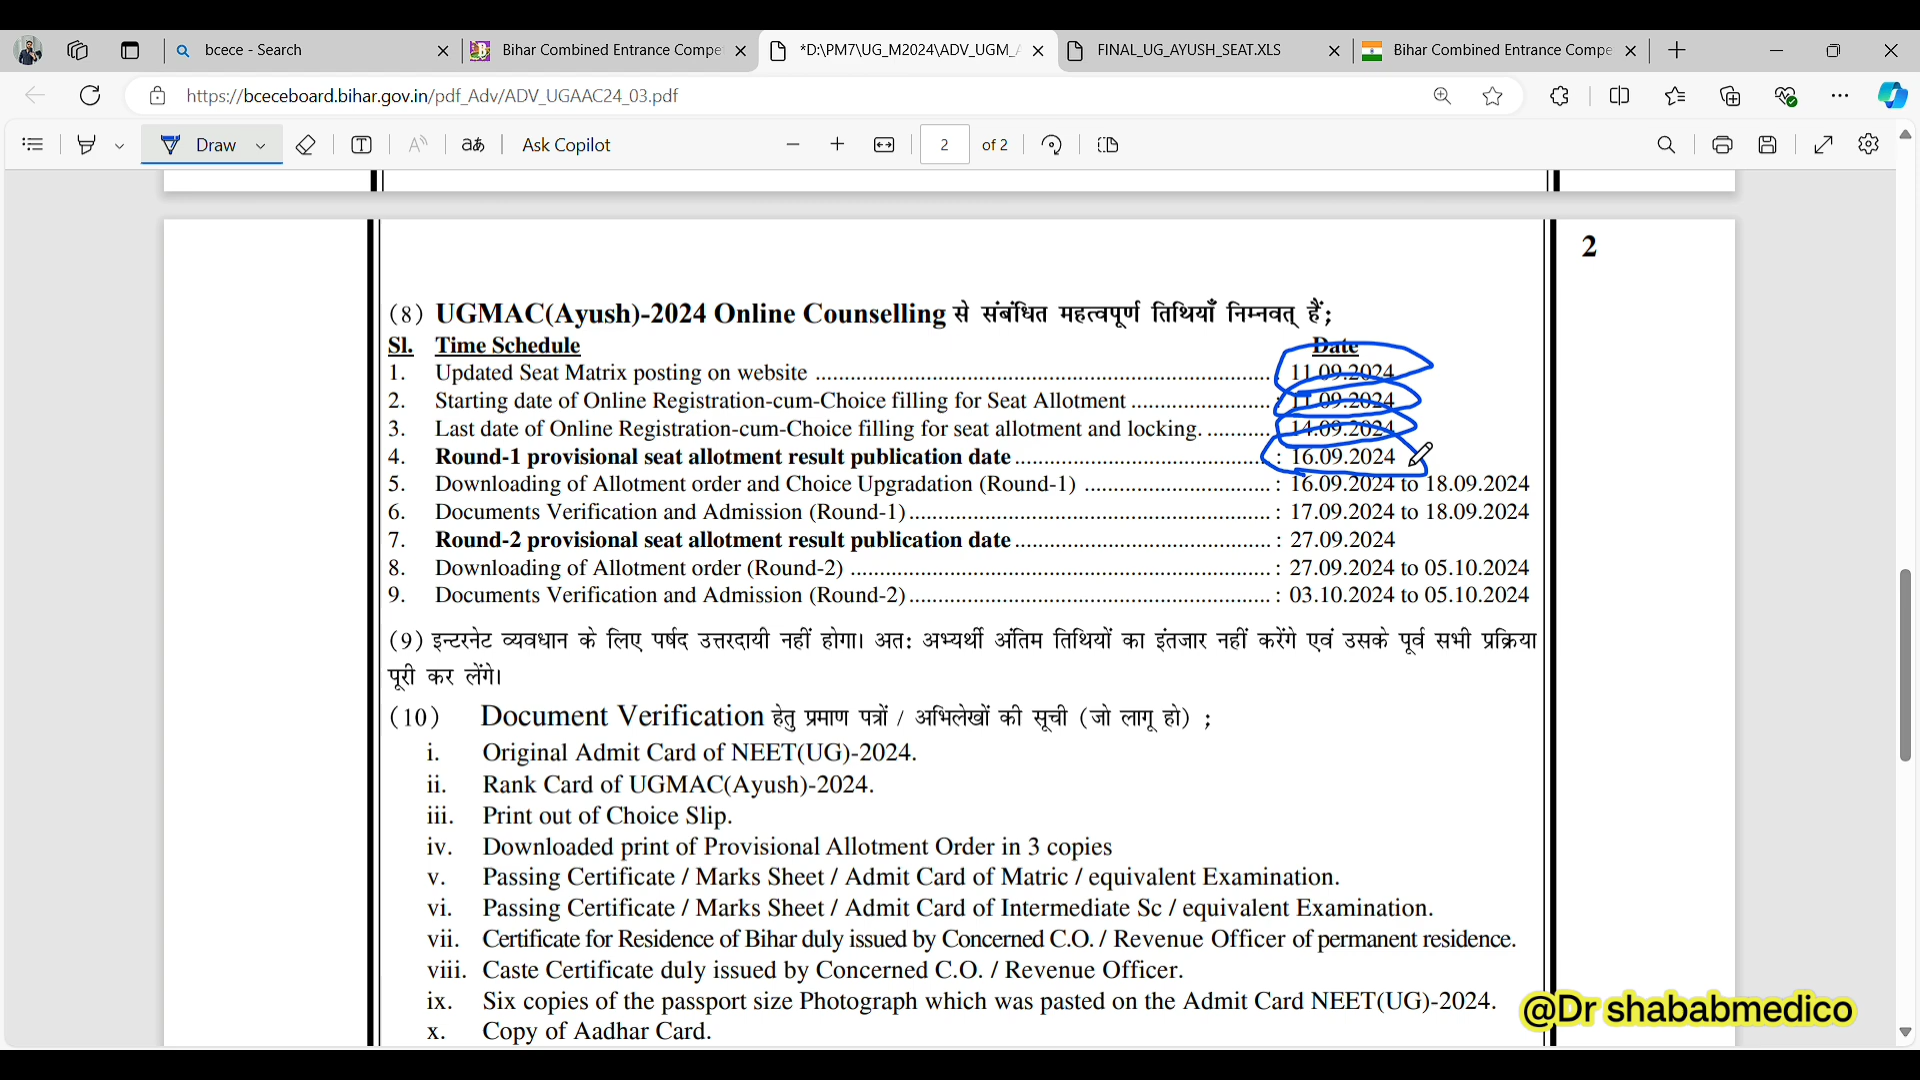 bcece - Search
Bihar Combined Entrance Compe
*D:\PM7\UG_M2024\ADV_UGM_A
FINAL_UG_AYUSH_SEAT.XLS
Bihar Combined Entrance Compe
https://bceceboard.bihar.gov.in/pdf_Adv/ADV_UGAAC24_03.pdf
Draw
T
aあ
Ask Copilot
2
of 2
2
(8) UGMAC(Ayush)-2024 Online Counselling से संबंधित महत्वपूर्ण तिथियाँ निम्नवत् हैं;
Sl. Time Schedule Date
1. Updated Seat Matrix posting on website : 11.09.2024
2. Starting date of Online Registration-cum-Choice filling for Seat Allotment : 11.09.2024
3. Last date of Online Registration-cum-Choice filling for seat allotment and locking. : 14.09.2024
4. Round-1 provisional seat allotment result publication date : 16.09.2024
5. Downloading of Allotment order and Choice Upgradation (Round-1) : 16.09.2024 to 18.09.2024
6. Documents Verification and Admission (Round-1) : 17.09.2024 to 18.09.2024
7. Round-2 provisional seat allotment result publication date : 27.09.2024
8. Downloading of Allotment order (Round-2) : 27.09.2024 to 05.10.2024
9. Documents Verification and Admission (Round-2) : 03.10.2024 to 05.10.2024
(9) इन्टरनेट व्यवधान के लिए पर्षद उत्तरदायी नहीं होगा। अतः अभ्यर्थी अंतिम तिथियों का इंतजार नहीं करेंगे एवं उसके पूर्व सभी प्रक्रिया
पूरी कर लेंगे।
(10) Document Verification हेतु प्रमाण पत्रों / अभिलेखों की सूची (जो लागू हो) ;
i. Original Admit Card of NEET(UG)-2024.
ii. Rank Card of UGMAC(Ayush)-2024.
iii. Print out of Choice Slip.
iv. Downloaded print of Provisional Allotment Order in 3 copies
v. Passing Certificate / Marks Sheet / Admit Card of Matric / equivalent Examination.
vi. Passing Certificate / Marks Sheet / Admit Card of Intermediate Sc / equivalent Examination.
vii. Certificate for Residence of Bihar duly issued by Concerned C.O. / Revenue Officer of permanent residence.
viii. Caste Certificate duly issued by Concerned C.O. / Revenue Officer.
ix. Six copies of the passport size Photograph which was pasted on the Admit Card NEET(UG)-2024.
x. Copy of Aadhar Card.
@Dr shababmedico